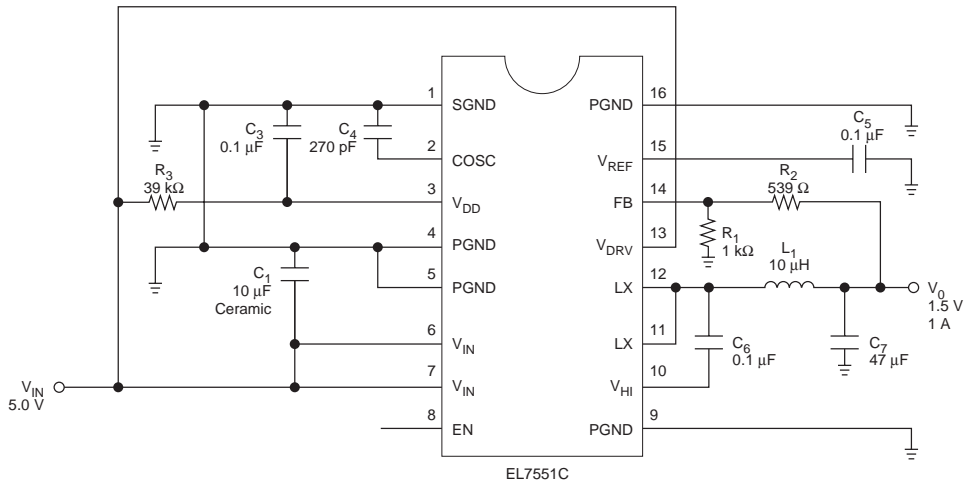 1
SGND
PGND
16
C3
0.1 μF
C4
270 pF
C5
0.1 μF
2
COSC
VREF
15
R3
39 kΩ
3
VDD
FB
14
R2
539 Ω
R1
1 kΩ
4
PGND
VDRV
13
L1
10 μH
C1
10 μF
Ceramic
5
PGND
LX
12
V0
1.5 V
1 A
6
VIN
LX
11
C6
0.1 μF
C7
47 μF
VIN
5.0 V
7
VIN
VHI
10
8
EN
PGND
9
EL7551C